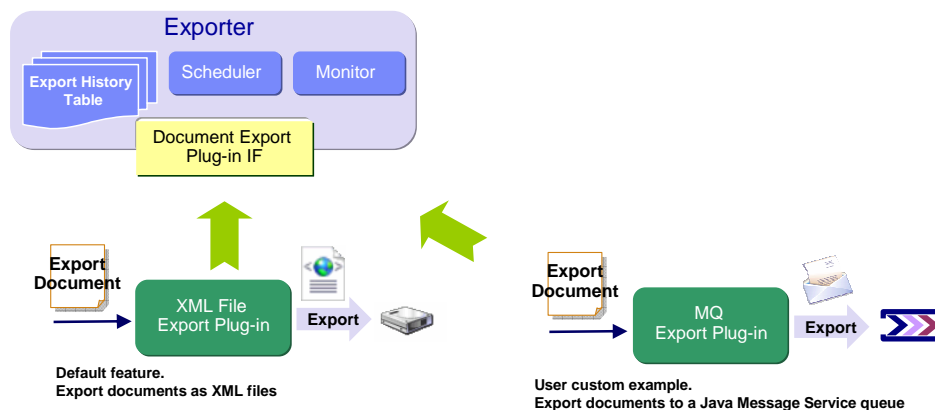 Exporter
Export History
Table
Scheduler
Monitor
Document Export
Plug-in IF
Export
Document
XML File
Export Plug-in
Export
Default feature.
Export documents as XML files
Export
Document
MQ
Export Plug-in
Export
User custom example.
Export documents to a Java Message Service queue